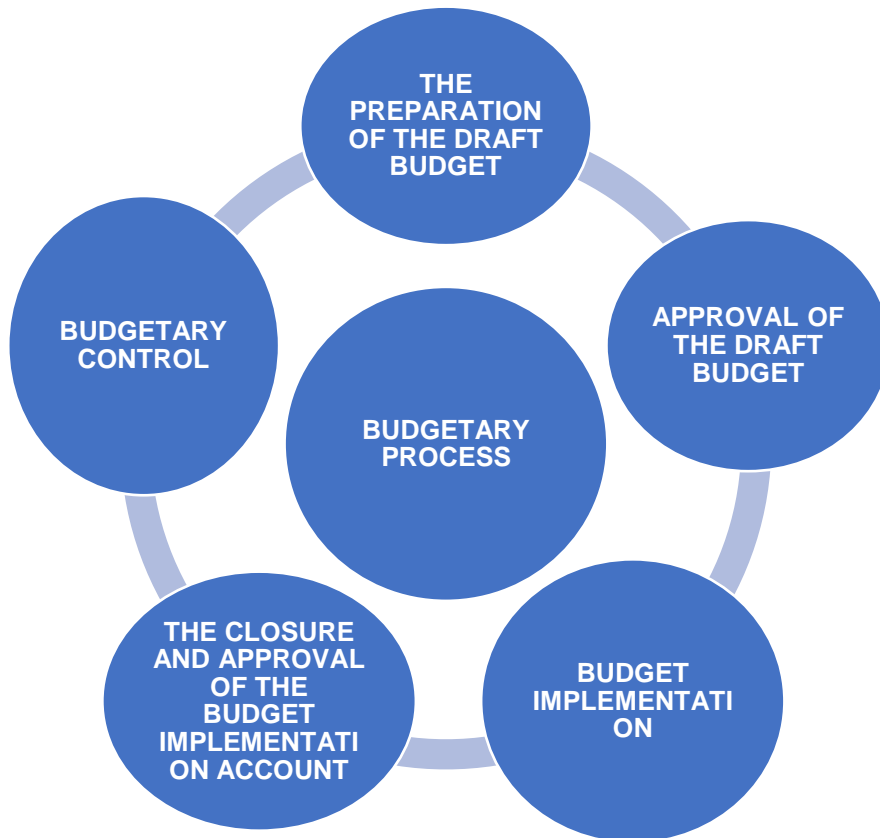 THE
PREPARATION
OF THE DRAFT
BUDGET
APPROVAL OF
THE DRAFT
BUDGET
BUDGETARY
CONTROL
BUDGETARY
PROCESS
THE CLOSURE
AND APPROVAL
OF THE
BUDGET
IMPLEMENTATI
ON ACCOUNT
BUDGET
IMPLEMENTATI
ON